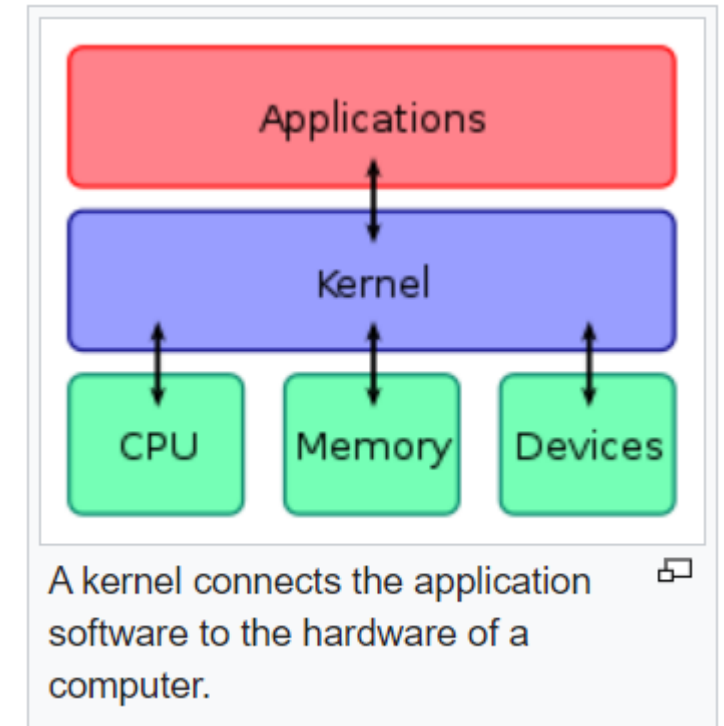 Applications
Kernel
CPU Memory Devices
A kernel connects the application
software to the hardware of a
computer.